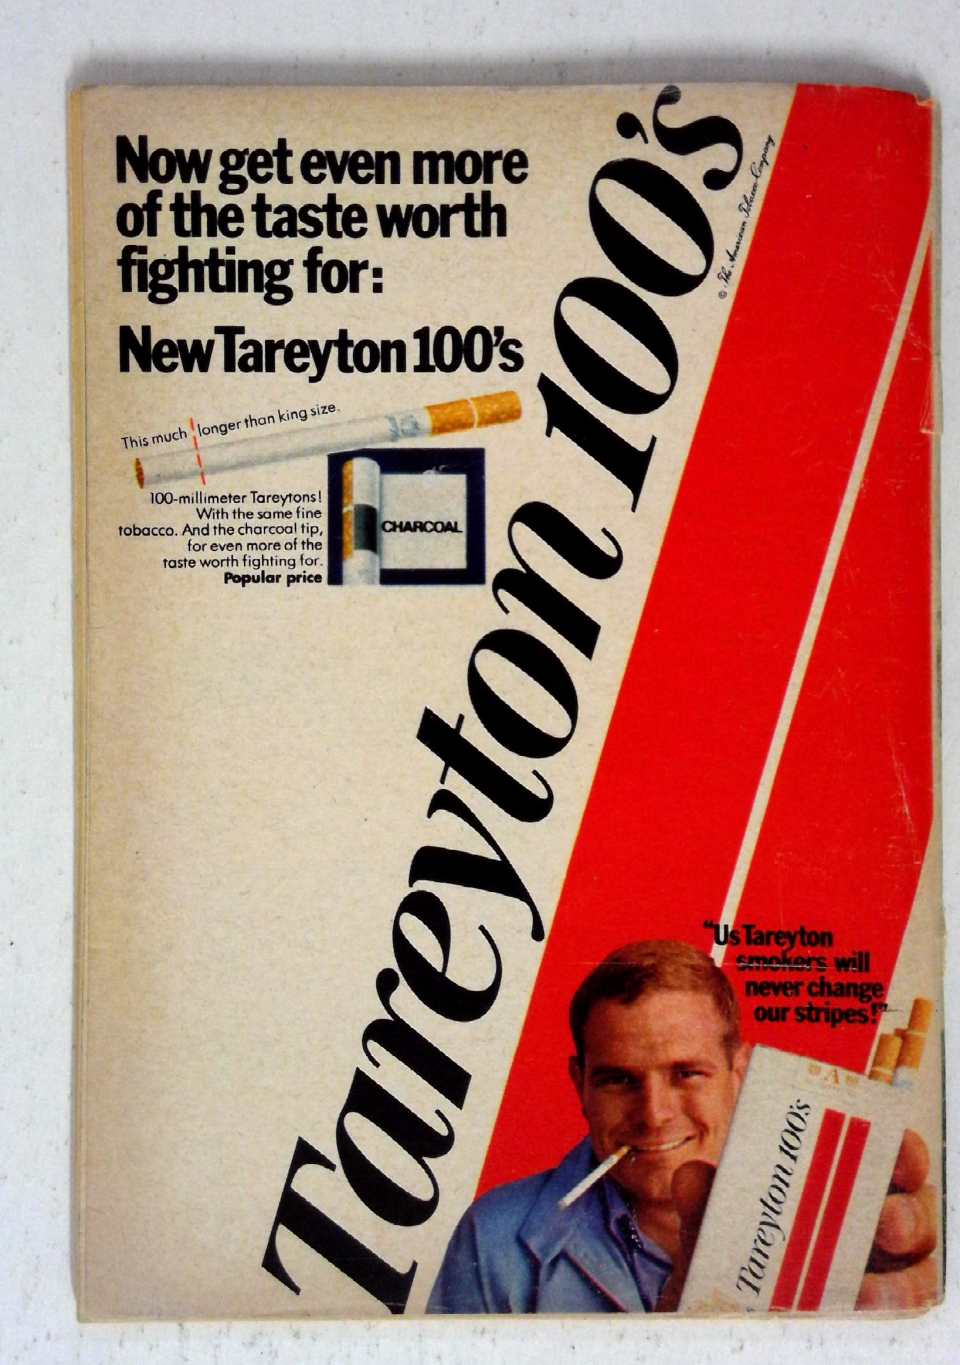 Now get even more
of the taste worth
fighting for:
New Tareyton 100's
This much longer than king size.
100-millimeter Tareytons!
With the same fine
tobacco. And the charcoal tip,
for even more of the
taste worth fighting for.
Popular price
CHARCOAL
Tareyton 100's
© The American Tobacco Company
"Us Tareyton
smokers will
never change
our stripes!"
A
Tareyton 100's